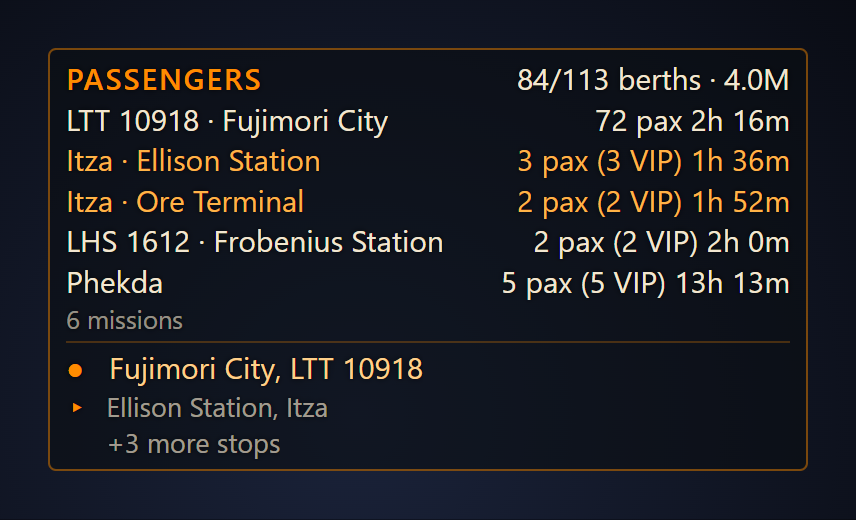 PASSENGERS 84/113 berths · 4.0M
LTT 10918 · Fujimori City 72 pax 2h 16m
Itza · Ellison Station 3 pax (3 VIP) 1h 36m
Itza · Ore Terminal 2 pax (2 VIP) 1h 52m
LHS 1612 · Frobenius Station 2 pax (2 VIP) 2h 0m
Phekda 5 pax (5 VIP) 13h 13m
6 missions
Fujimori City, LTT 10918
Ellison Station, Itza
+3 more stops